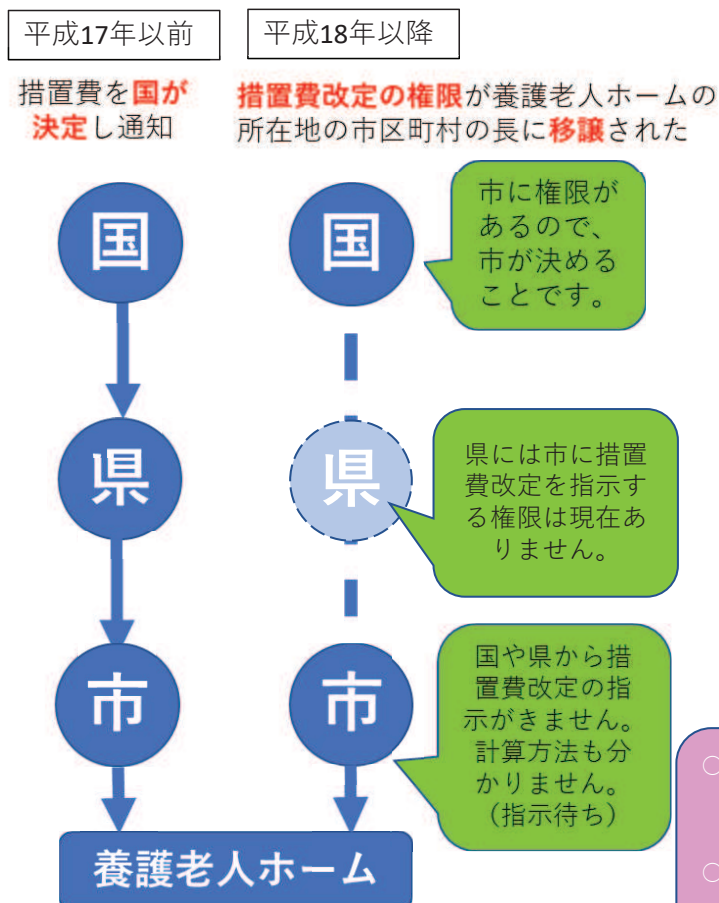 平成17年以前
措置費を国が
決定し通知
国
県
市
平成18年以降
措置費改定の権限が養護老人ホームの
所在地の市区町村の長に移譲された
国
市に権限が
あるので、
市が決める
ことです。
県
県には市に措置
費改定を指示す
る権限は現在あ
りません。
市
国や県から措
置費改定の指
示がきません。
計算方法も分
かりません。
（指示待ち）
養護老人ホーム
○
○